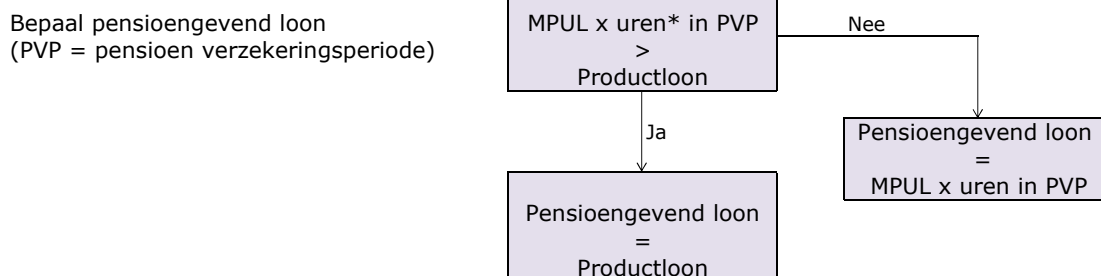 Bepaal pensioengevend loon
(PVP = pensioen verzekeringsperiode)
MPUL x uren* in PVP
>
Productloon
Nee
Ja
Pensioengevend loon
=
MPUL x uren in PVP
Pensioengevend loon
=
Productloon